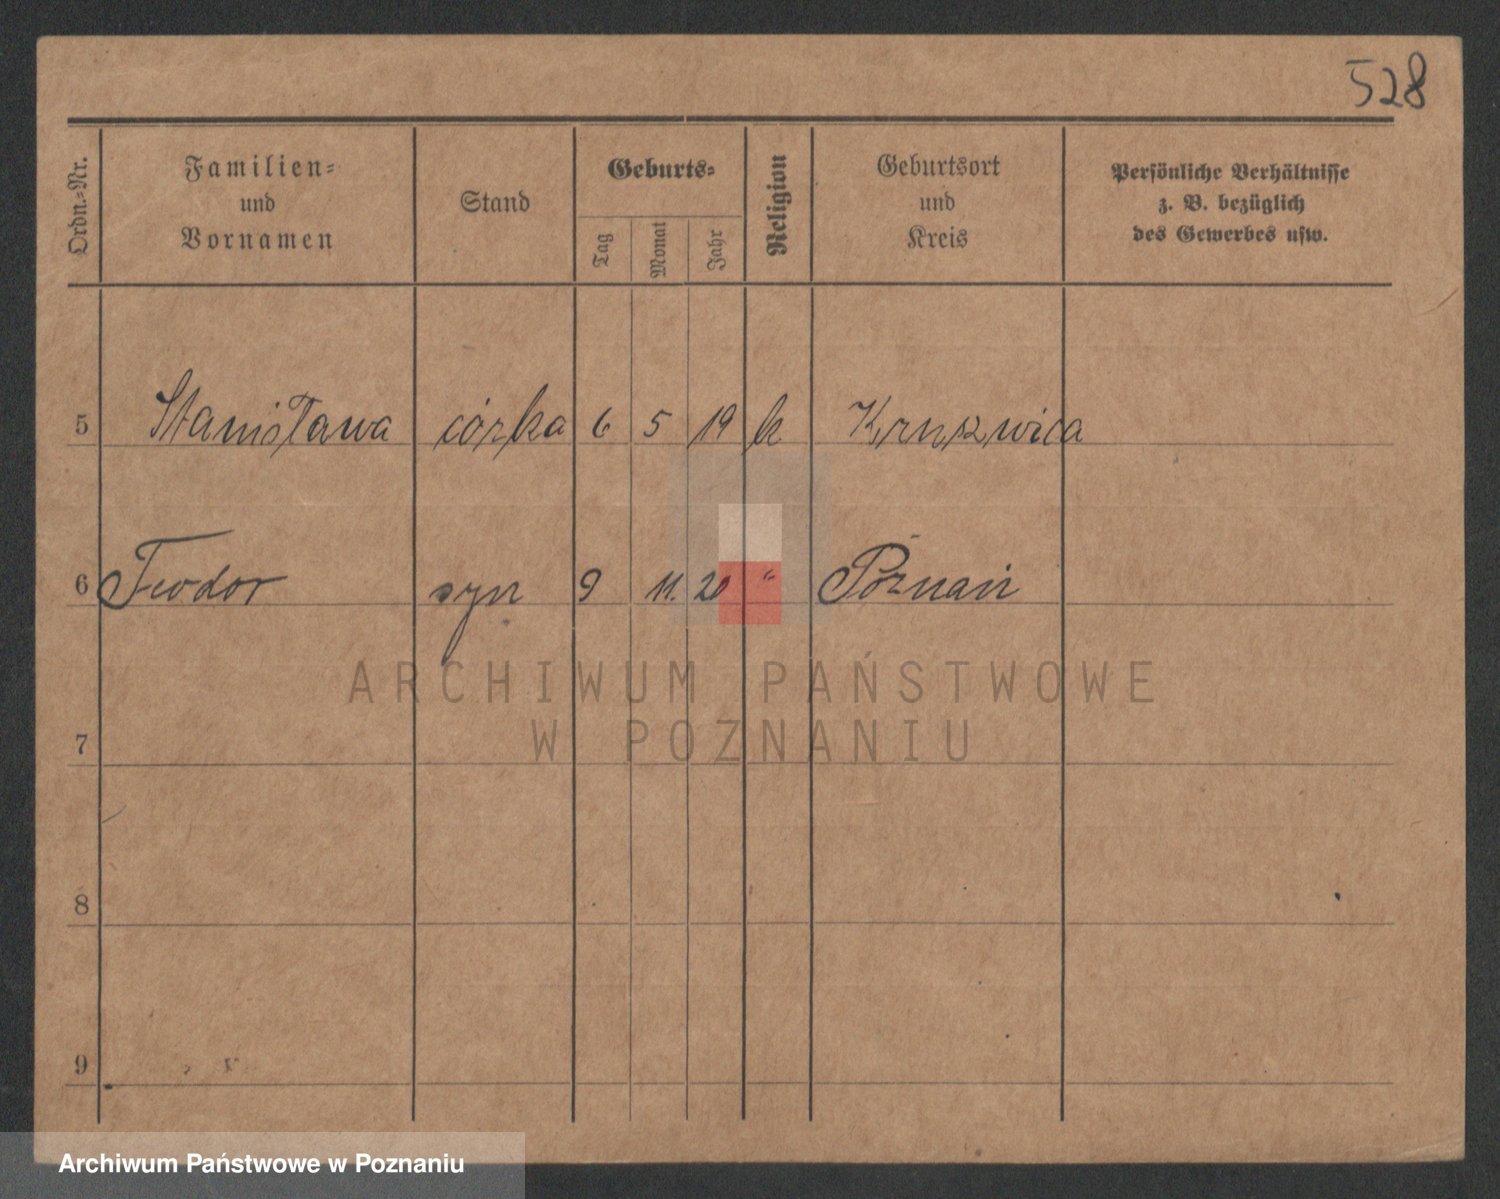 528
Ordn.-Nr.
Familien-
und
Vornamen
Stand
Geburts-
Tag
Monat
Jahr
Religion
Geburtsort
und
Kreis
Persönliche Verhältnisse
z. B. bezüglich
des Gewerbes usw.
5 Stanisława córka 6 5 19 k Kruszwica
6 Teodor syn 9 11. 20 " Poznań
ARCHIWUM PAŃSTWOWE
W POZNANIU
7
8
9
Archiwum Państwowe w Poznaniu